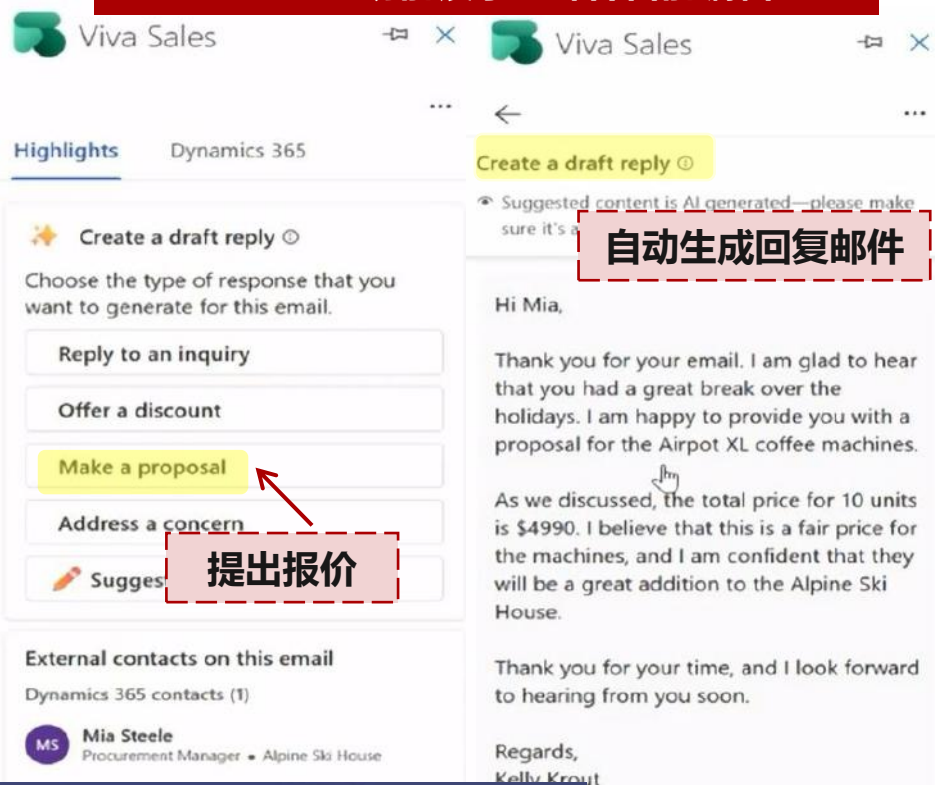 Viva Sales
Highlights
Dynamics 365
Create a draft reply
Choose the type of response that you
want to generate for this email.
Reply to an inquiry
Offer a discount
Make a proposal
Address a concern
提出报价
External contacts on this email
Dynamics 365 contacts (1)
MS
Mia Steele
Procurement Manager • Alpine Ski House
Viva Sales
Create a draft reply
Suggested content is AI generated—please make
sure it's
自动生成回复邮件
Hi Mia,
Thank you for your email. I am glad to hear
that you had a great break over the
holidays. I am happy to provide you with a
proposal for the Airpot XL coffee machines.
As we discussed, the total price for 10 units
is $4990. I believe that this is a fair price for
the machines, and I am confident that they
will be a great addition to the Alpine Ski
House.
Thank you for your time, and I look forward
to hearing from you soon.
Regards,
Kelly Krout